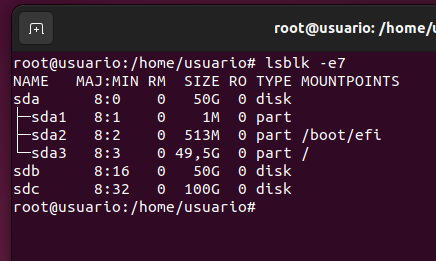 root@usuario: /home/us
root@usuario:/home/usuario# lsblk -e7
NAME   MAJ:MIN RM  SIZE RO TYPE MOUNTPOINTS
sda      8:0    0   50G  0 disk
├─sda1   8:1    0    1M  0 part
├─sda2   8:2    0  513M  0 part /boot/efi
└─sda3   8:3    0 49,5G  0 part /
sdb      8:16   0   50G  0 disk
sdc      8:32   0  100G  0 disk
root@usuario:/home/usuario#